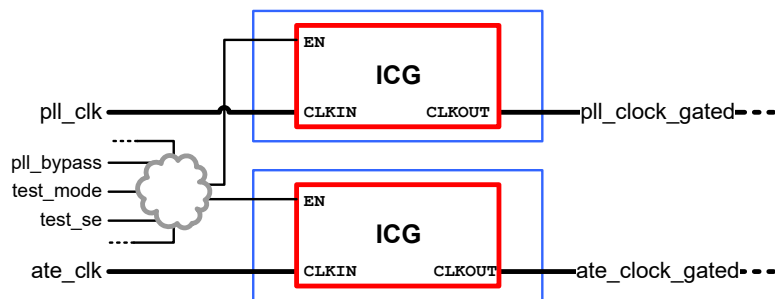 EN
ICG
pll_clk
CLKIN
CLKOUT
pll_clock_gated
pll_bypass
test_mode
test_se
EN
ICG
ate_clk
CLKIN
CLKOUT
ate_clock_gated